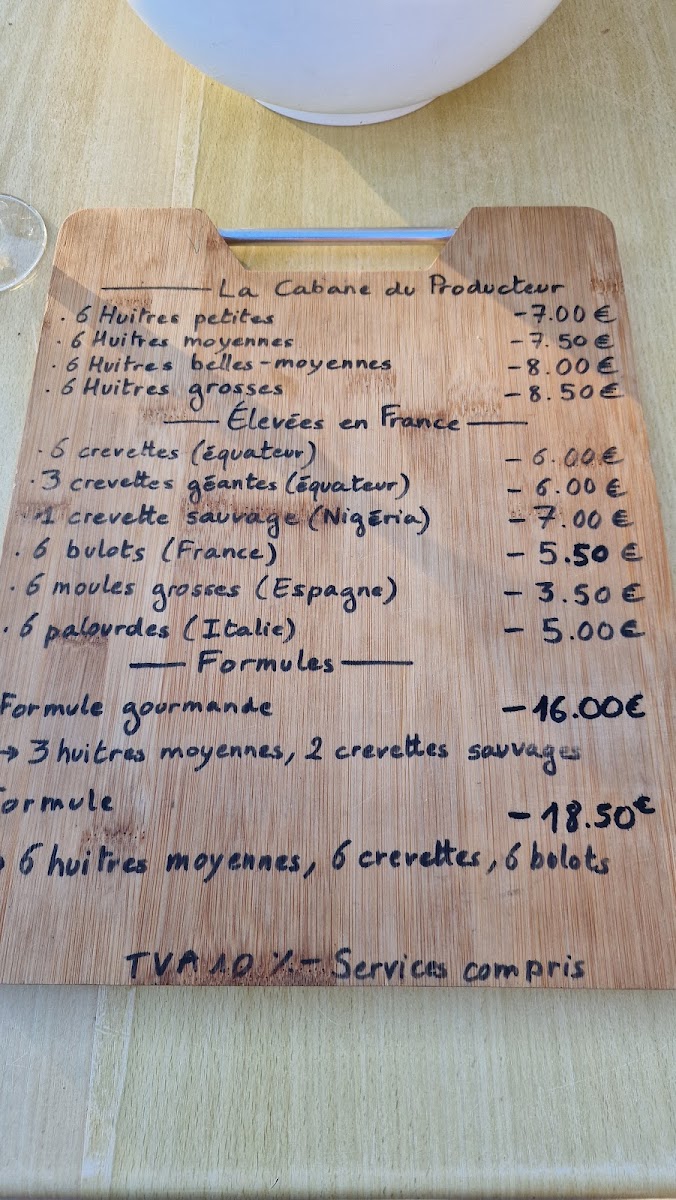 La Cabane du Producteur
. 6 Huitres petites -7.00 €
. 6 Huitres moyennes -7.50 €
. 6 Huitres belles-moyennes -8.00 €
. 6 Huitres grosses -8.50 €
Élevées en France
. 6 crevettes (équateur) - 6.00 €
. 3 crevettes géantes (équateur) - 6.00 €
1 crevette sauvage (Nigéria) - 7.00 €
. 6 bulots (France) - 5.50 €
. 6 moules grosses (Espagne) - 3.50 €
. 6 palourdes (Italie) - 5.00 €
Formules
Formule gourmande -16.00€
→ 3 huitres moyennes, 2 crevettes sauvages
Formule -18.50€
6 huitres moyennes, 6 crevettes, 6 bolots
TVA 10 % - Services compris